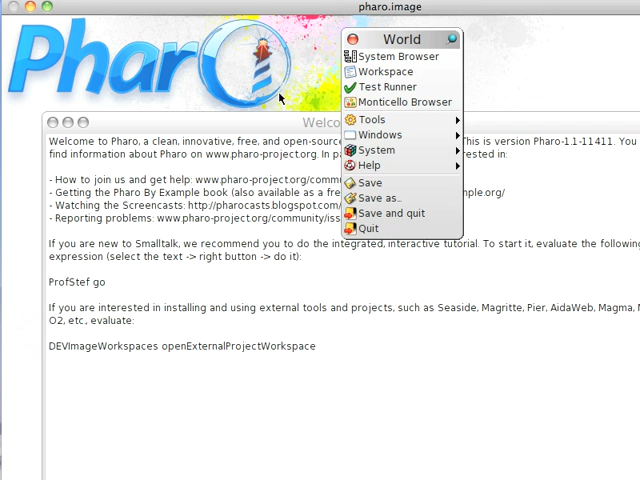 pharo.image
Pharo
World
System Browser
Workspace
Test Runner
Monticello Browser
Tools
Windows
System
Help
Save
Save as..
Save and quit
Quit
Welco
Welcome to Pharo, a clean, innovative, free, and open-sourc This is version Pharo-1.1-11411. You
find information about Pharo on www.pharo-project.org. In pa rested in:
- How to join us and get help: www.pharo-project.org/commu
- Getting the Pharo By Example book (also available as a fre mple.org/
- Watching the Screencasts: http://pharocasts.blogspot.com/
- Reporting problems: www.pharo-project.org/community/iss
If you are new to Smalltalk, we recommend you to do the integrated, interactive tutorial. To start it, evaluate the following
expression (select the text -> right button -> do it):
ProfStef go
If you are interested in installing and using external tools and projects, such as Seaside, Magritte, Pier, AidaWeb, Magma,
O2, etc., evaluate:
DEVImageWorkspaces openExternalProjectWorkspace